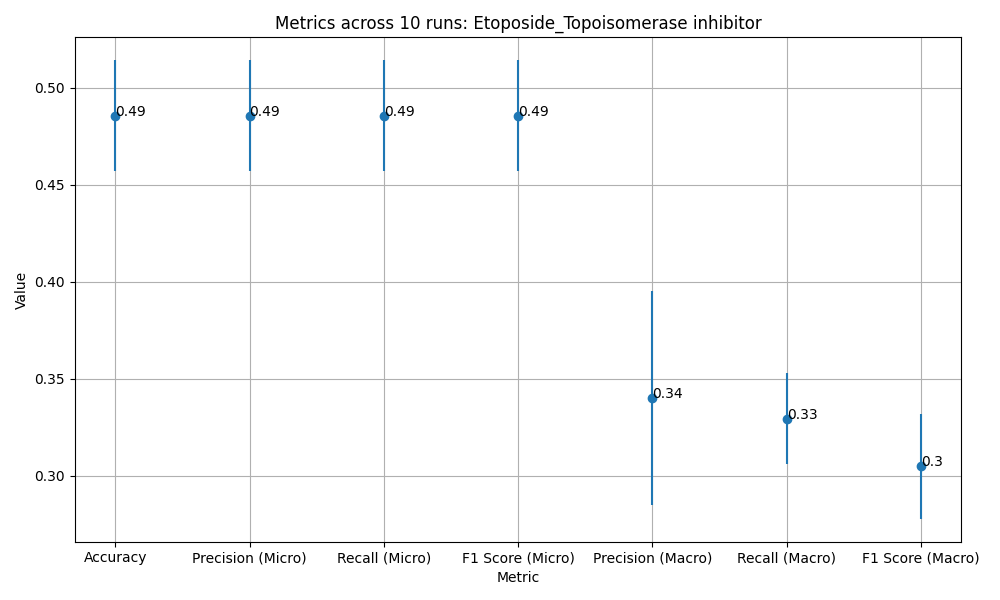 Metrics across 10 runs: Etoposide_Topoisomerase inhibitor
0.50
0.45
0.40
0.35
0.30
Value
0.49
0.49
0.49
0.49
0.34
0.33
0.3
Accuracy
Precision (Micro)
Recall (Micro)
F1 Score (Micro)
Precision (Macro)
Recall (Macro)
F1 Score (Macro)
Metric